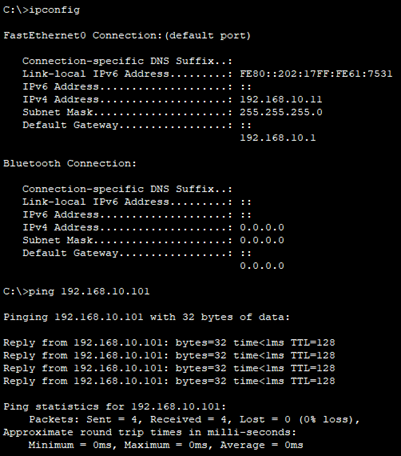 C:\>ipconfig
FastEthernet0 Connection:(default port)
Connection-specific DNS Suffix..:
Link-local IPv6 Address.........: FE80::202:17FF:FE61:7531
IPv6 Address....................: ::
IPv4 Address....................: 192.168.10.11
Subnet Mask.....................: 255.255.255.0
Default Gateway.................: ::
192.168.10.1
Bluetooth Connection:
Connection-specific DNS Suffix..:
Link-local IPv6 Address.........: ::
IPv6 Address....................: ::
IPv4 Address....................: 0.0.0.0
Subnet Mask.....................: 0.0.0.0
Default Gateway.................: ::
0.0.0.0
C:\>ping 192.168.10.101
Pinging 192.168.10.101 with 32 bytes of data:
Reply from 192.168.10.101: bytes=32 time<1ms TTL=128
Reply from 192.168.10.101: bytes=32 time<1ms TTL=128
Reply from 192.168.10.101: bytes=32 time<1ms TTL=128
Reply from 192.168.10.101: bytes=32 time<1ms TTL=128
Ping statistics for 192.168.10.101:
Packets: Sent = 4, Received = 4, Lost = 0 (0% loss),
Approximate round trip times in milli-seconds:
Minimum = 0ms, Maximum = 0ms, Average = 0ms